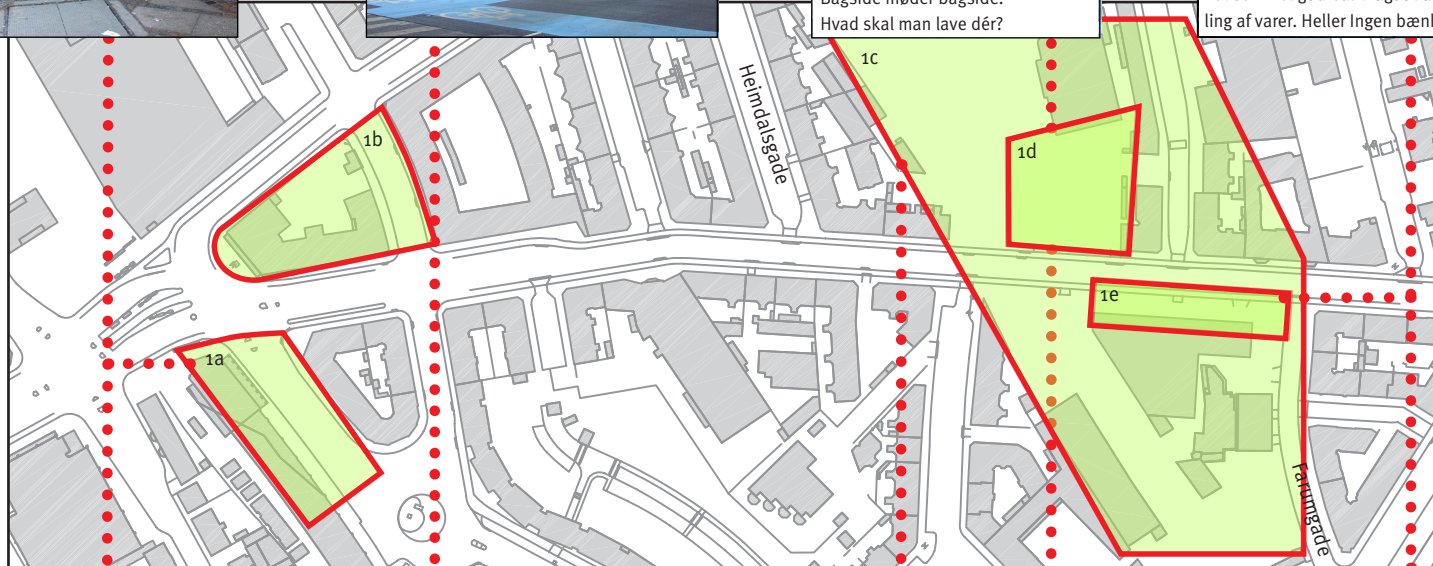 Bagside møder bagside.
Hvad skal man lave dér?
ling af varer. Heller Ingen bænk
1c
Heimdalsgade
1b
1d
1e
1a
Farumgade